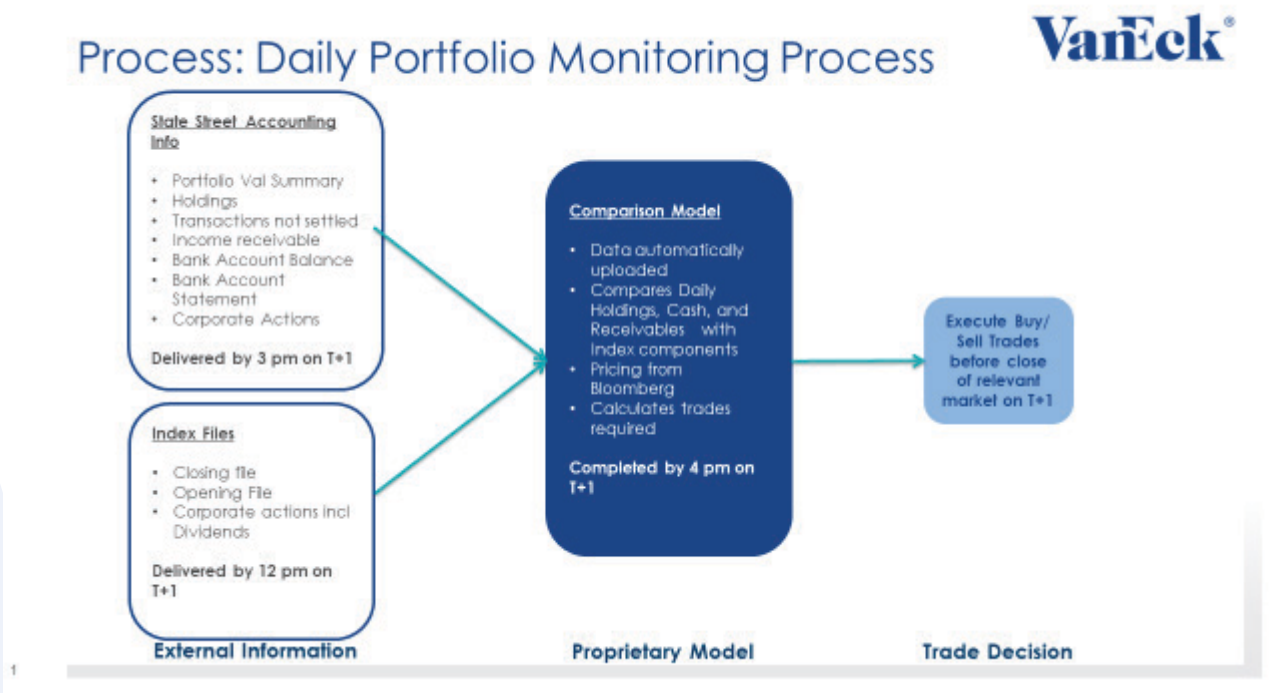 VanEck®
Process: Daily Portfolio Monitoring Process
State Street Accounting
Info
• Portfolio Val Summary
• Holdings
• Transactions not settled
• Income receivable
• Bank Account Balance
• Bank Account
Statement
• Corporate Actions
Delivered by 3 pm on T+1
Index Files
• Closing file
• Opening File
• Corporate actions incl
Dividends
Delivered by 12 pm on
T+1
External Information
Comparison Model
• Data automatically
uploaded
• Compares Daily
Holdings, Cash, and
Receivables with
Index components
• Pricing from
Bloomberg
• Calculates trades
required
Completed by 4 pm on
T+1
Proprietary Model
Execute Buy/
Sell Trades
before close
of relevant
market on T+1
Trade Decision
1